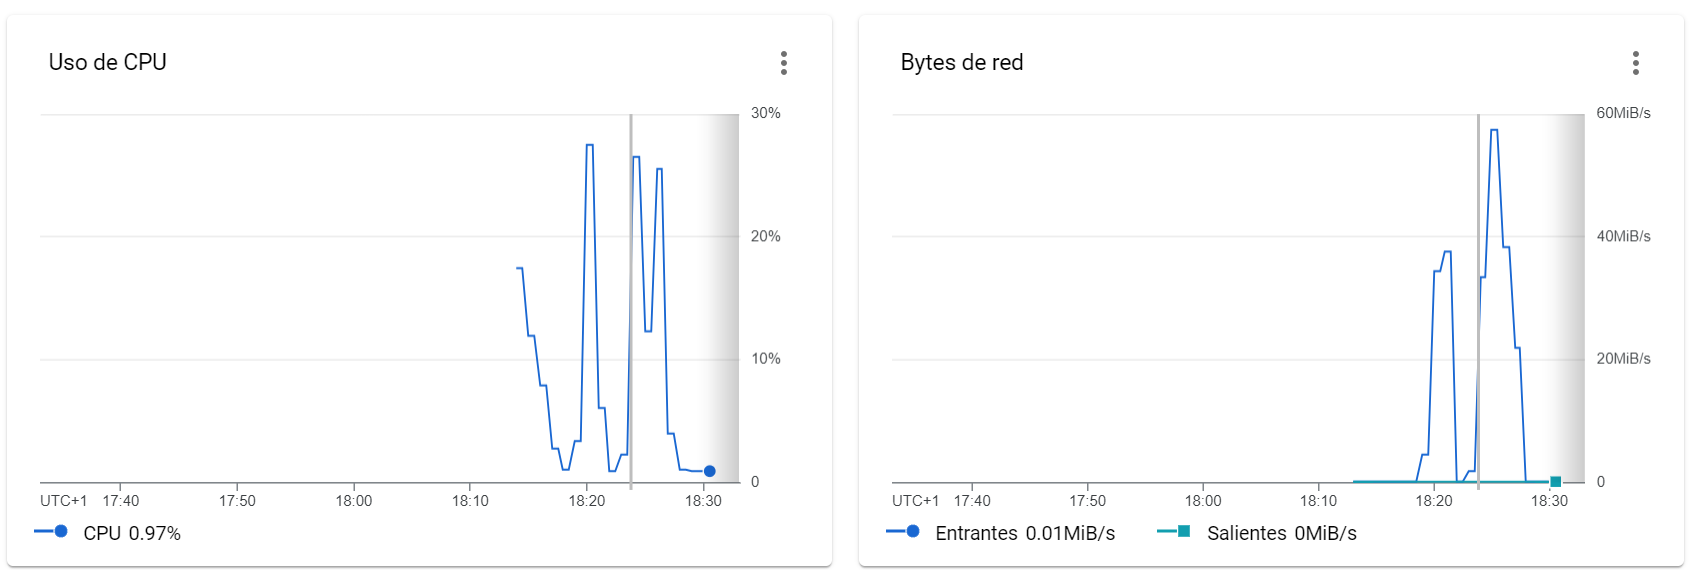 Uso de CPU
30%
20%
10%
0
UTC+1 17:40 17:50 18:00 18:10 18:20 18:30
CPU 0.97%
Bytes de red
60MiB/s
40MiB/s
20MiB/s
0
UTC+1 17:40 17:50 18:00 18:10 18:20 18:30
Entrantes 0.01MiB/s Salientes 0MiB/s